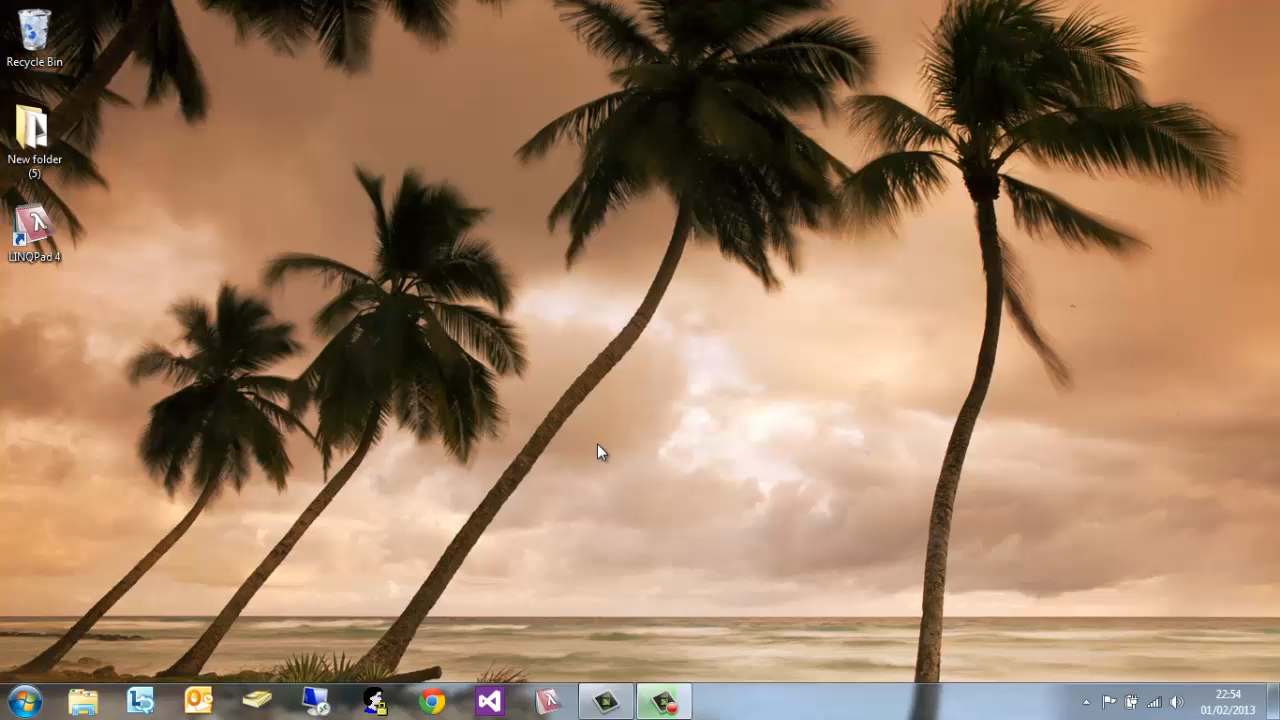 Recycle Bin
New folder
(5)
LINQPad 4
22:54
01/02/2013